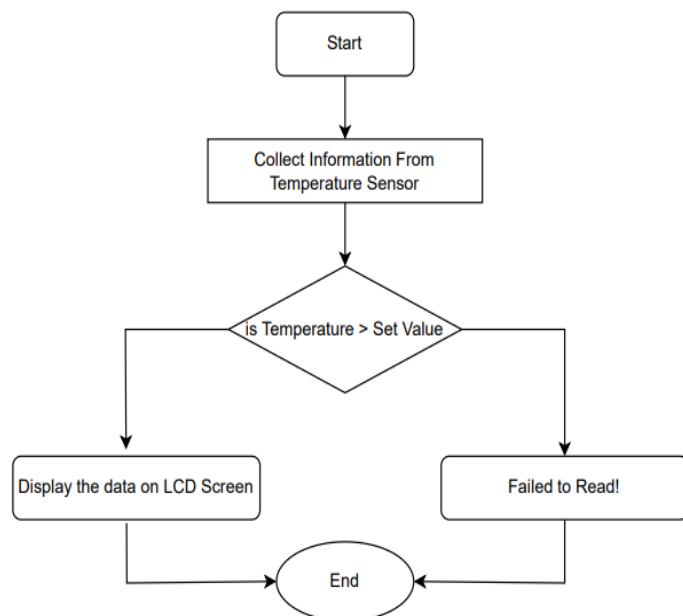 Start
Collect Information From
Temperature Sensor
is Temperature > Set Value
Display the data on LCD Screen
Failed to Read!
End